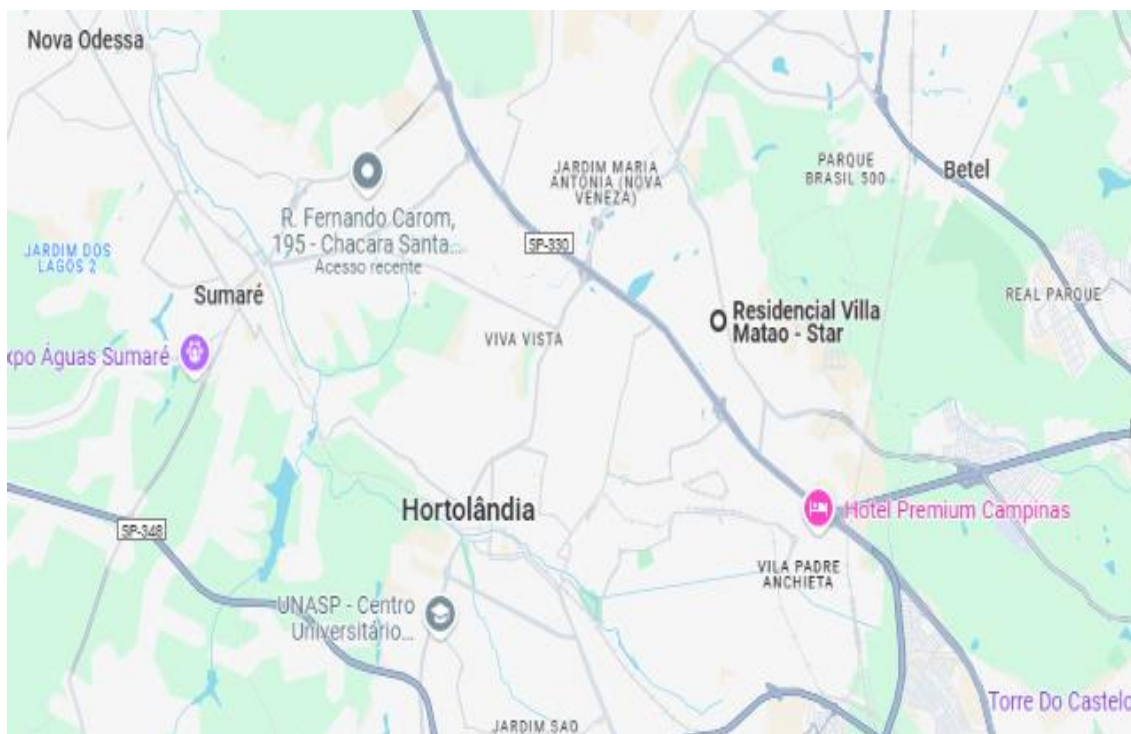 Nova Odessa
JARDIM MARIA
ANTÔNIA (NOVA
VENEZA)
PARQUE
BRASIL 500
Betel
R. Fernando Carom,
195 - Chacara Santa...
Acesso recente
SP-330
JARDIM DOS
LAGOS 2
Sumaré
REAL PARQUE
Residencial Villa
Matao - Star
VIVA VISTA
xpo Águas Sumaré
Hortolândia
Hotel Premium Campinas
SP-348
VILA PADRE
ANCHIETA
UNASP - Centro
Universitário...
Torre Do Castelo
JARDIM SAO